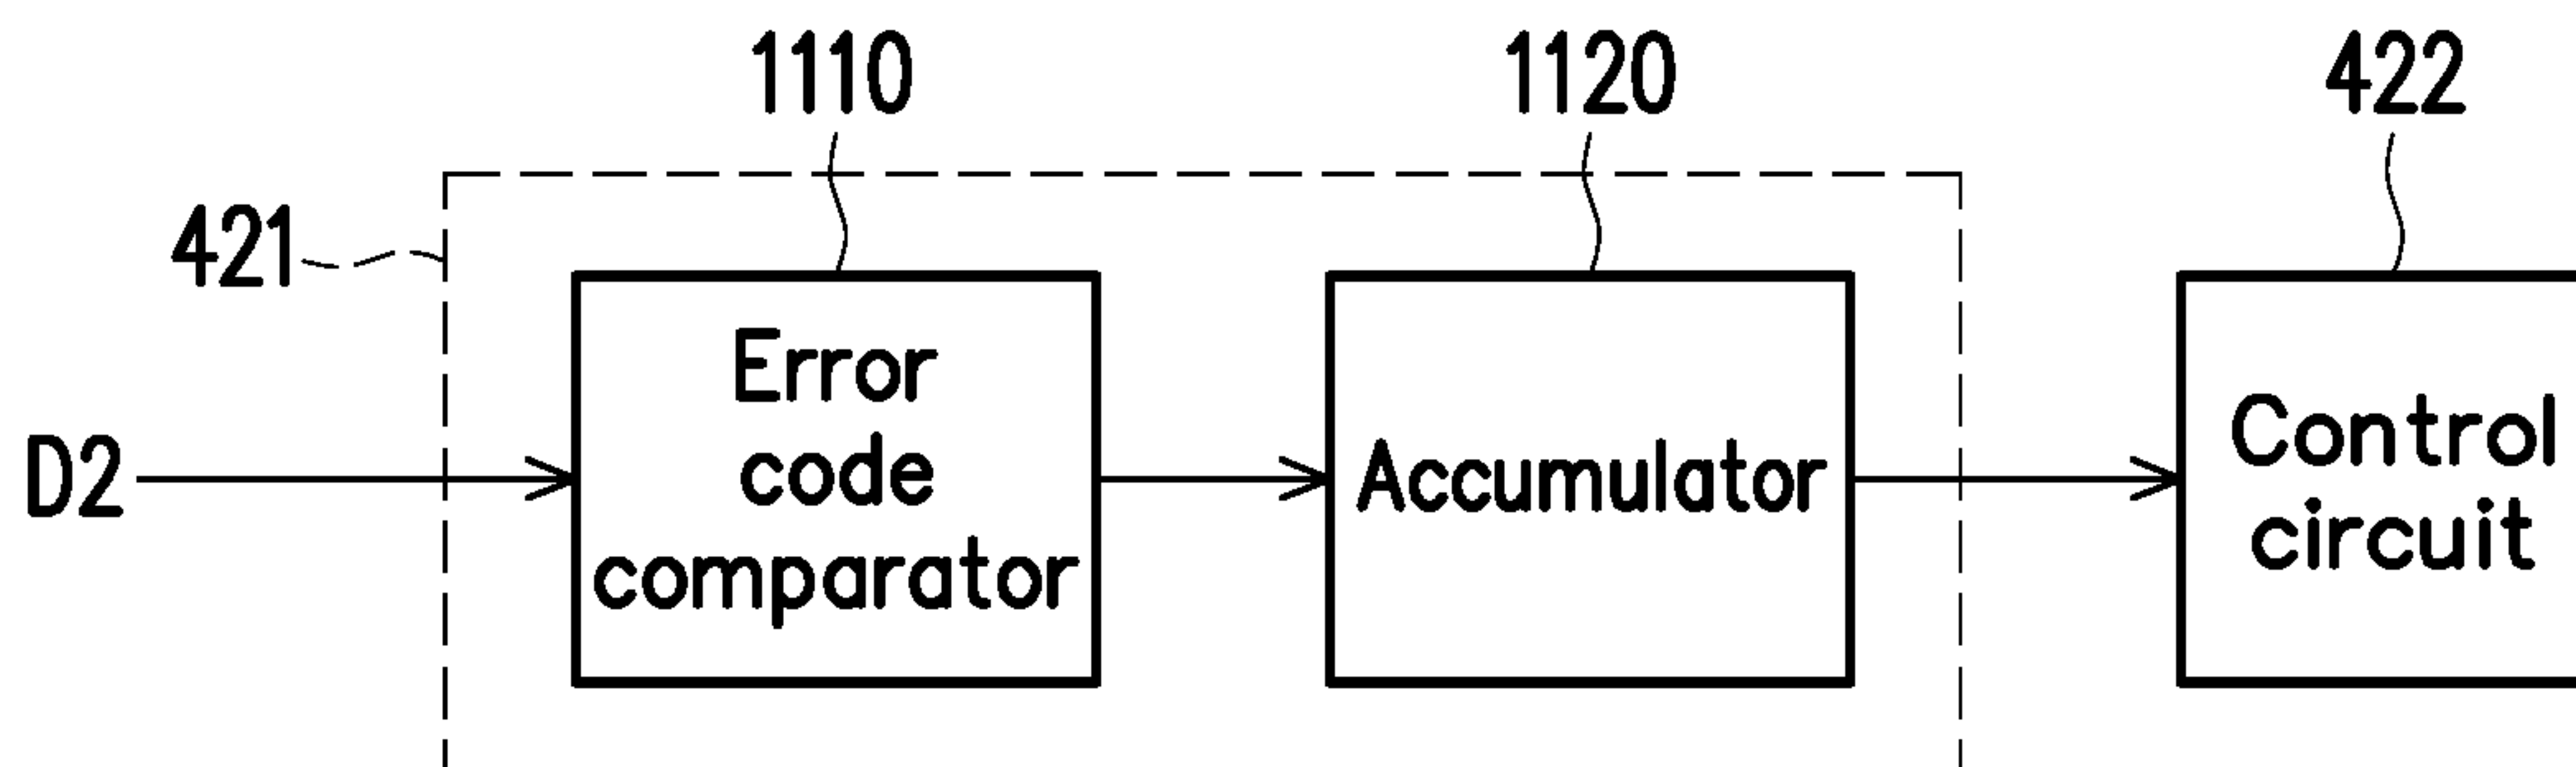 1110
1120
422
421
Error
code
comparator
Accumulator
Control
circuit
D2